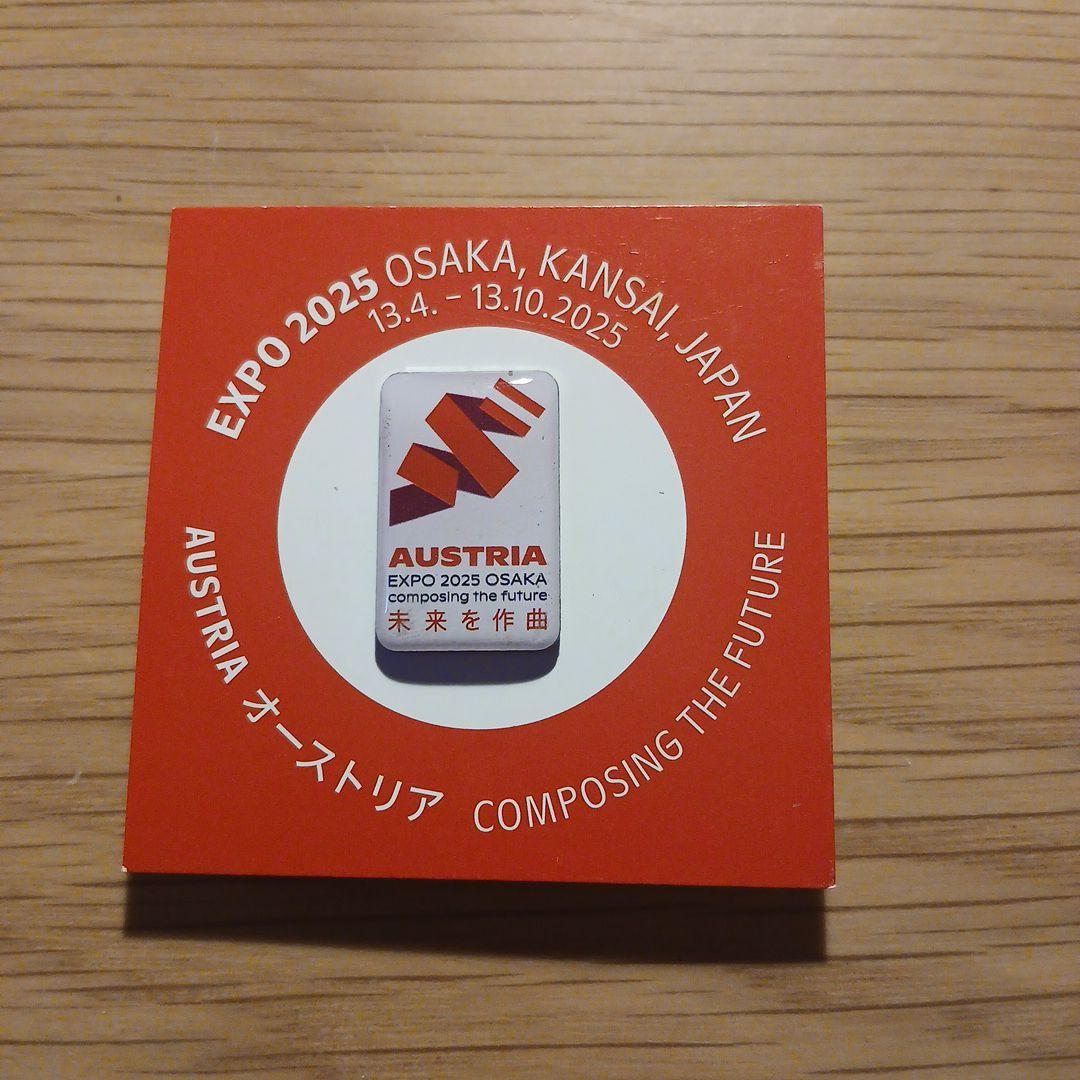 EXPO 2025 OSAKA, KANSAI, JAPAN
13.4. – 13.10.2025
AUSTRIA
EXPO 2025 OSAKA
composing the future
未来を作曲
AUSTRIA オーストリア
COMPOSING THE FUTURE